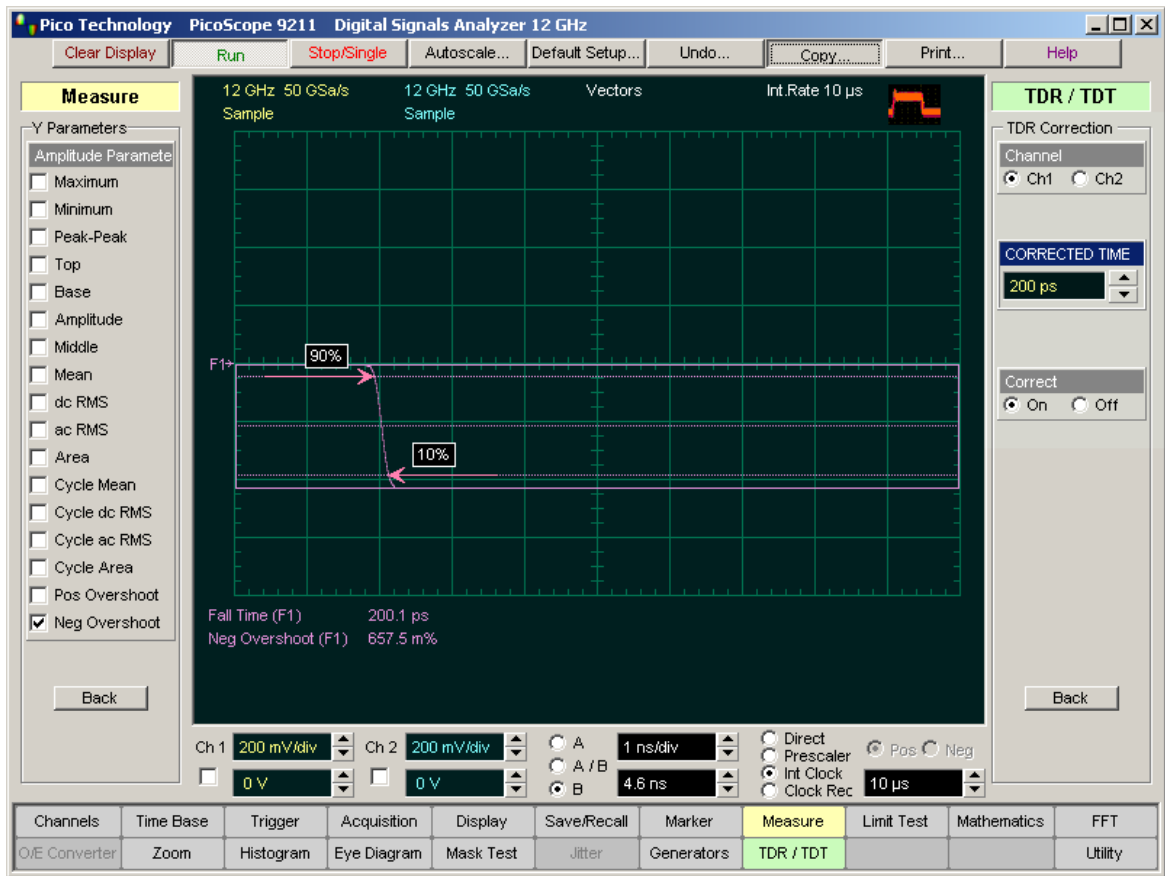 Pico Technology PicoScope 9211 Digital Signals Analyzer 12 GHz
Clear Display Run Stop/Single Autoscale... Default Setup... Undo... Copy... Print... Help
Measure
Y Parameters
Amplitude Paramete
Maximum
Minimum
Peak-Peak
Top
Base
Amplitude
Middle
Mean
dc RMS
ac RMS
Area
Cycle Mean
Cycle dc RMS
Cycle ac RMS
Cycle Area
Pos Overshoot
Neg Overshoot
Back
12 GHz 50 GSa/s 12 GHz 50 GSa/s Vectors Int.Rate 10 µs
Sample Sample
F1
90%
10%
Fall Time (F1) 200.1 ps
Neg Overshoot (F1) 657.5 m%
TDR / TDT
TDR Correction
Channel
Ch1 Ch2
CORRECTED TIME
200 ps
Correct
On Off
Back
Ch 1 200 mV/div Ch 2 200 mV/div
0 V 0 V
A
A / B
B
1 ns/div
4.6 ns
Direct
Prescaler
Int Clock
Clock Rec
Pos Neg
10 µs
Channels Time Base Trigger Acquisition Display Save/Recall Marker Measure Limit Test Mathematics FFT
O/E Converter Zoom Histogram Eye Diagram Mask Test Jitter Generators TDR / TDT Utility